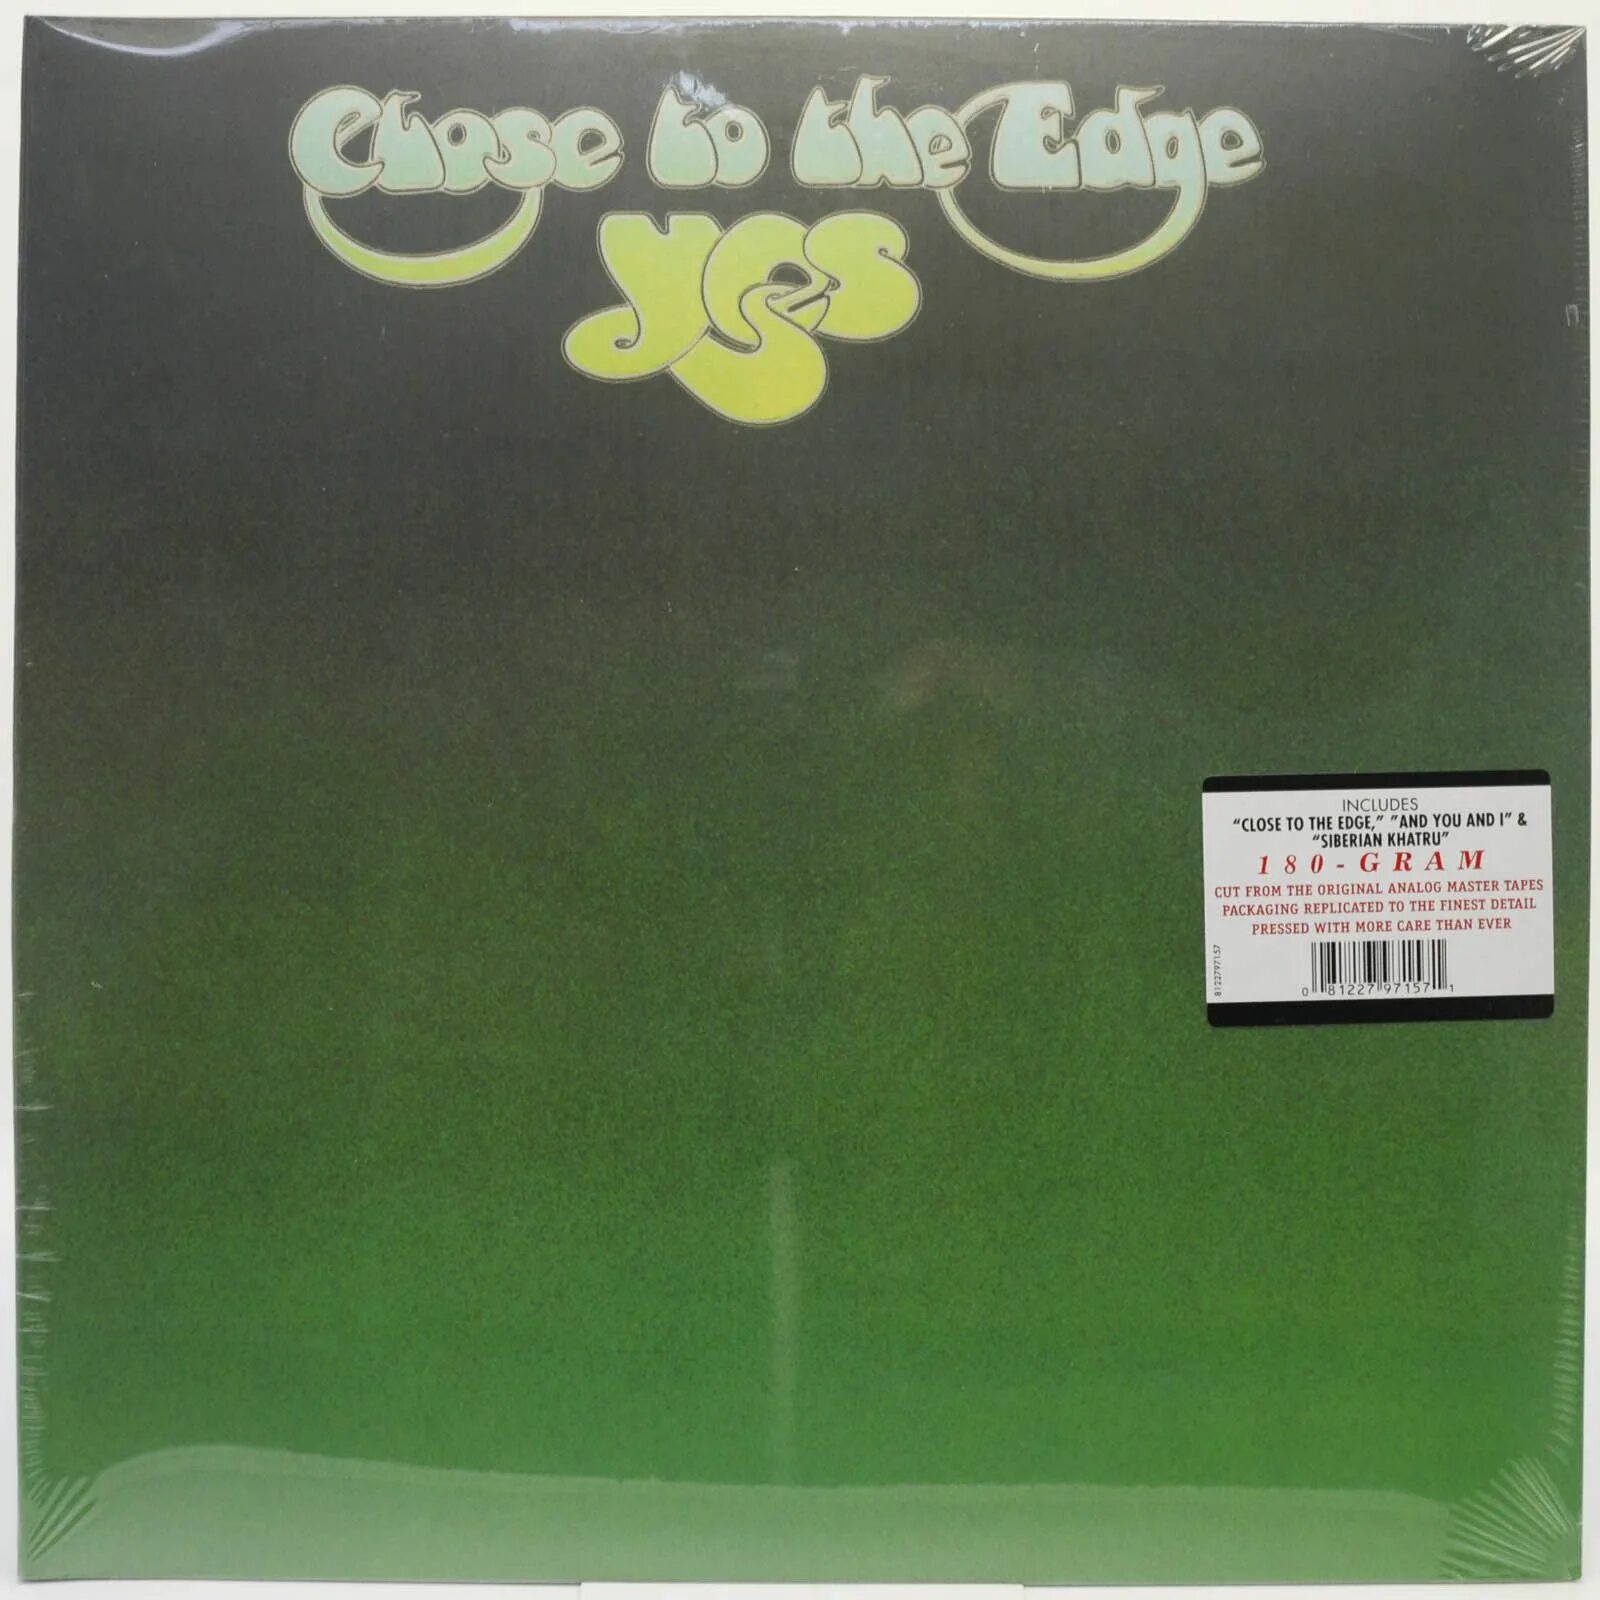 Close to the Edge
Yes
INCLUDES
"CLOSE TO THE EDGE," "AND YOU AND I" &
"SIBERIAN KHATRU"
180-GRAM
CUT FROM THE ORIGINAL ANALOG MASTER TAPES
PACKAGING REPLICATED TO THE FINEST DETAIL
PRESSED WITH MORE CARE THAN EVER
8122797157
0 81227 97157 1